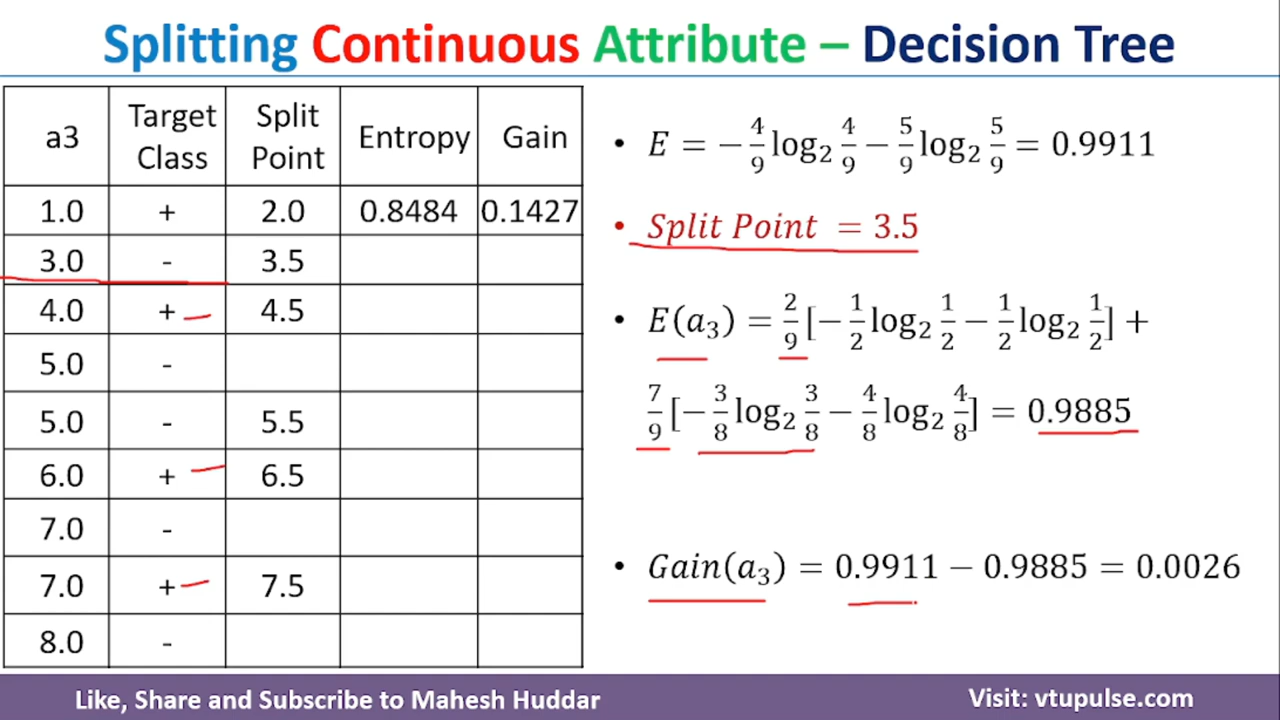 Splitting Continuous Attribute – Decision Tree
a3 Target Class Split Point Entropy Gain
1.0 + 2.0 0.8484 0.1427
3.0 - 3.5
4.0 + 4.5
5.0 -
5.0 - 5.5
6.0 + 6.5
7.0 -
7.0 + 7.5
8.0 -
• E = −4/9 log₂ 4/9 − 5/9 log₂ 5/9 = 0.9911
• Split Point = 3.5
• E(a₃) = 2/9 [−1/2 log₂ 1/2 − 1/2 log₂ 1/2] +
7/9 [−3/8 log₂ 3/8 − 4/8 log₂ 4/8] = 0.9885
• Gain(a₃) = 0.9911 − 0.9885 = 0.0026
Like, Share and Subscribe to Mahesh Huddar
Visit: vtupulse.com